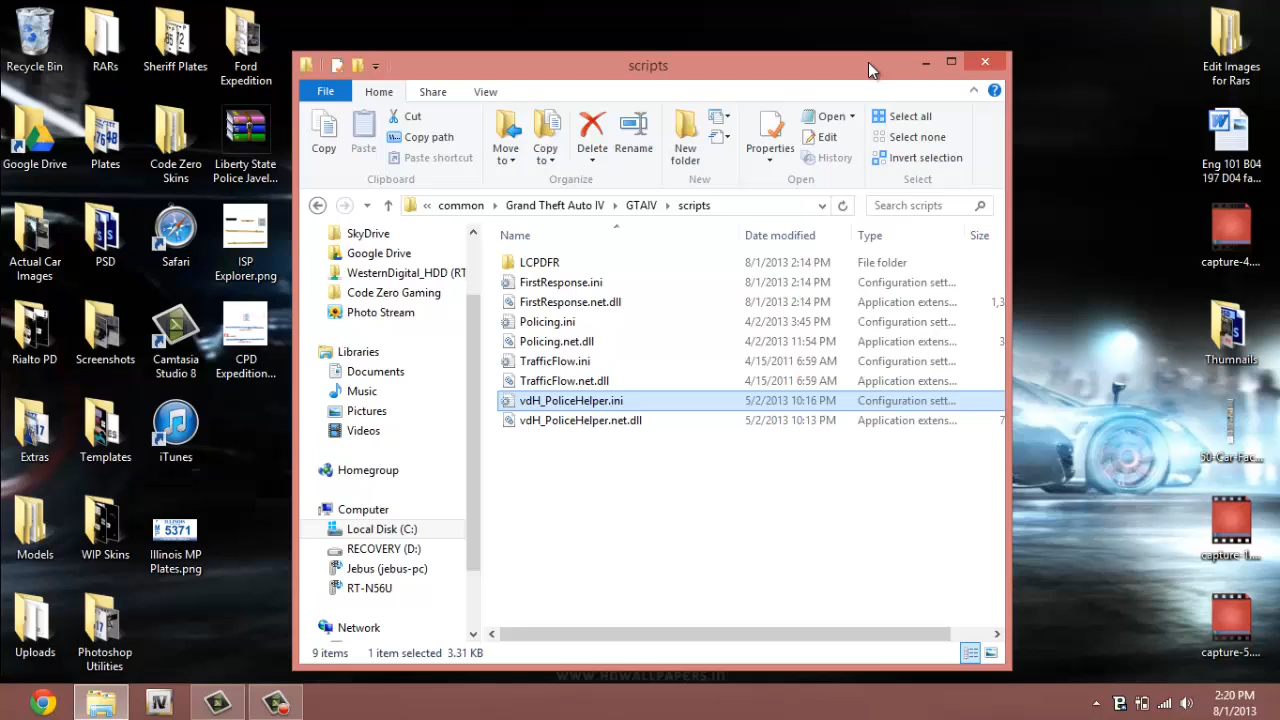 Recycle Bin
RARs
Sheriff Plates
Ford
Expedition
Google Drive
Plates
Code Zero
Skins
Liberty State
Police Javel...
Actual Car
Images
PSD
Safari
ISP
Explorer.png
Rialto PD
Screenshots
Camtasia
Studio 8
CPD
Expedition....
Extras
Templates
iTunes
Models
WIP Skins
Illinois MP
Plates.png
Uploads
Photoshop
Utilities
scripts
File
Home
Share
View
Copy
Paste
Cut
Copy path
Paste shortcut
Clipboard
Move
to
Copy
to
Delete
Rename
Organize
New
folder
New
Properties
Open
Edit
History
Open
Select all
Select none
Invert selection
Select
«
common
Grand Theft Auto IV
GTAIV
scripts
Search scripts
SkyDrive
Google Drive
WesternDigital_HDD (RT
Code Zero Gaming
Photo Stream
Libraries
Documents
Music
Pictures
Videos
Homegroup
Computer
Local Disk (C:)
RECOVERY (D:)
Jebus (jebus-pc)
RT-N56U
Network
Name Date modified Type Size
LCPDFR 8/1/2013 2:14 PM File folder
FirstResponse.ini 8/1/2013 2:14 PM Configuration sett...
FirstResponse.net.dll 8/1/2013 2:14 PM Application extens... 1,3
Policing.ini 4/2/2013 3:45 PM Configuration sett...
Policing.net.dll 4/2/2013 11:54 PM Application extens... 3
TrafficFlow.ini 4/15/2011 6:59 AM Configuration sett...
TrafficFlow.net.dll 4/15/2011 6:59 AM Application extens...
vdH_PoliceHelper.ini 5/2/2013 10:16 PM Configuration sett...
vdH_PoliceHelper.net.dll 5/2/2013 10:13 PM Application extens... 7
9 items 1 item selected 3.31 KB
Edit Images
for Rars
Eng 101 B04
197 D04 fa...
capture-4....
Thumnails
50-Car-Fac...
capture-1....
capture-5....
WWW.HDWALLPAPERS.IN
2:20 PM
8/1/2013